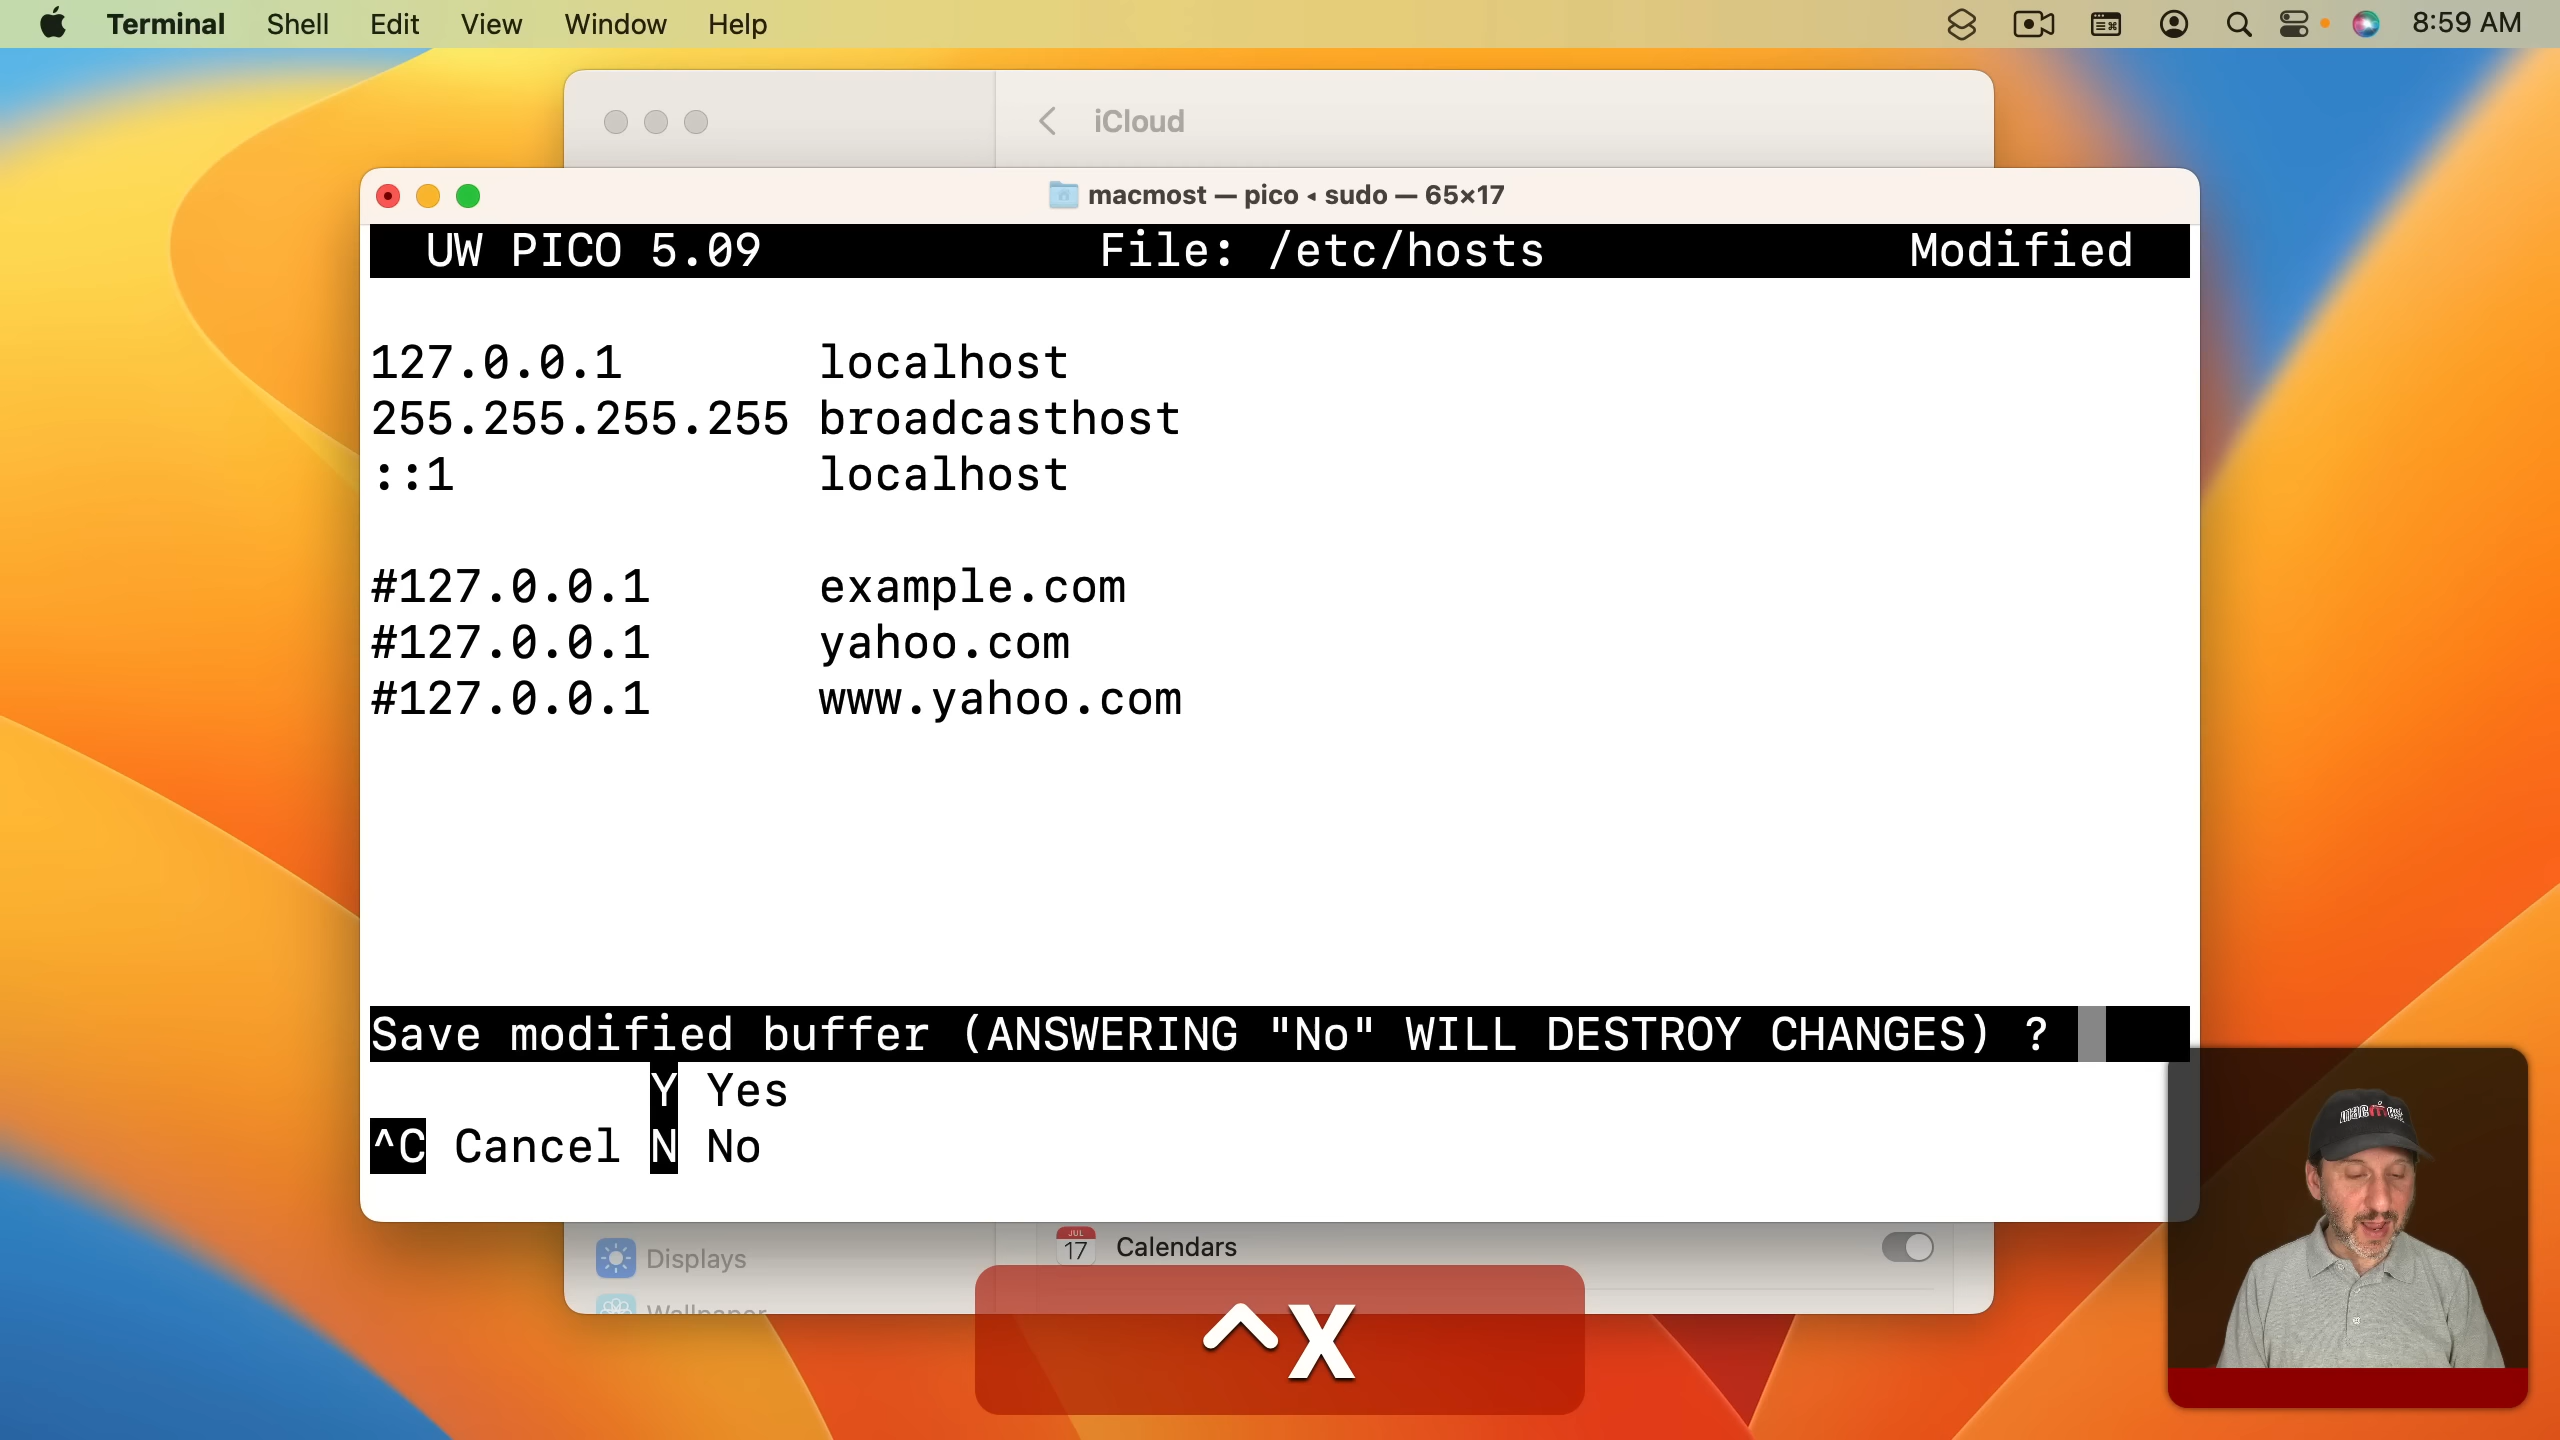 Terminal Shell Edit View Window Help 8:59 AM
iCloud
macmost — pico ◂ sudo — 65×17
UW PICO 5.09 File: /etc/hosts Modified
127.0.0.1 localhost
255.255.255.255 broadcasthost
::1 localhost
#127.0.0.1 example.com
#127.0.0.1 yahoo.com
#127.0.0.1 www.yahoo.com
Save modified buffer (ANSWERING "No" WILL DESTROY CHANGES) ?
Y Yes
^C Cancel N No
macmost
Displays
JUL
17
Calendars
Wallpaper
^X